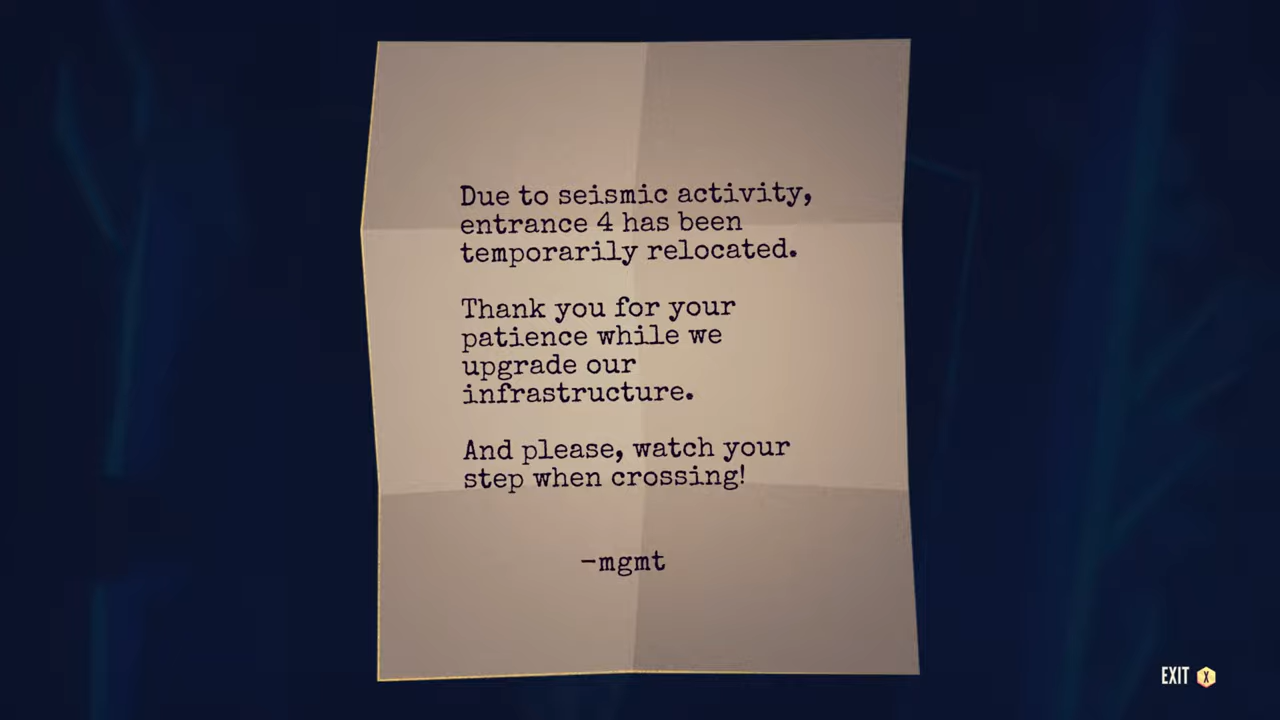 Due to seismic activity,
entrance 4 has been
temporarily relocated.
Thank you for your
patience while we
upgrade our
infrastructure.
And please, watch your
step when crossing!
-mgmt
EXIT X